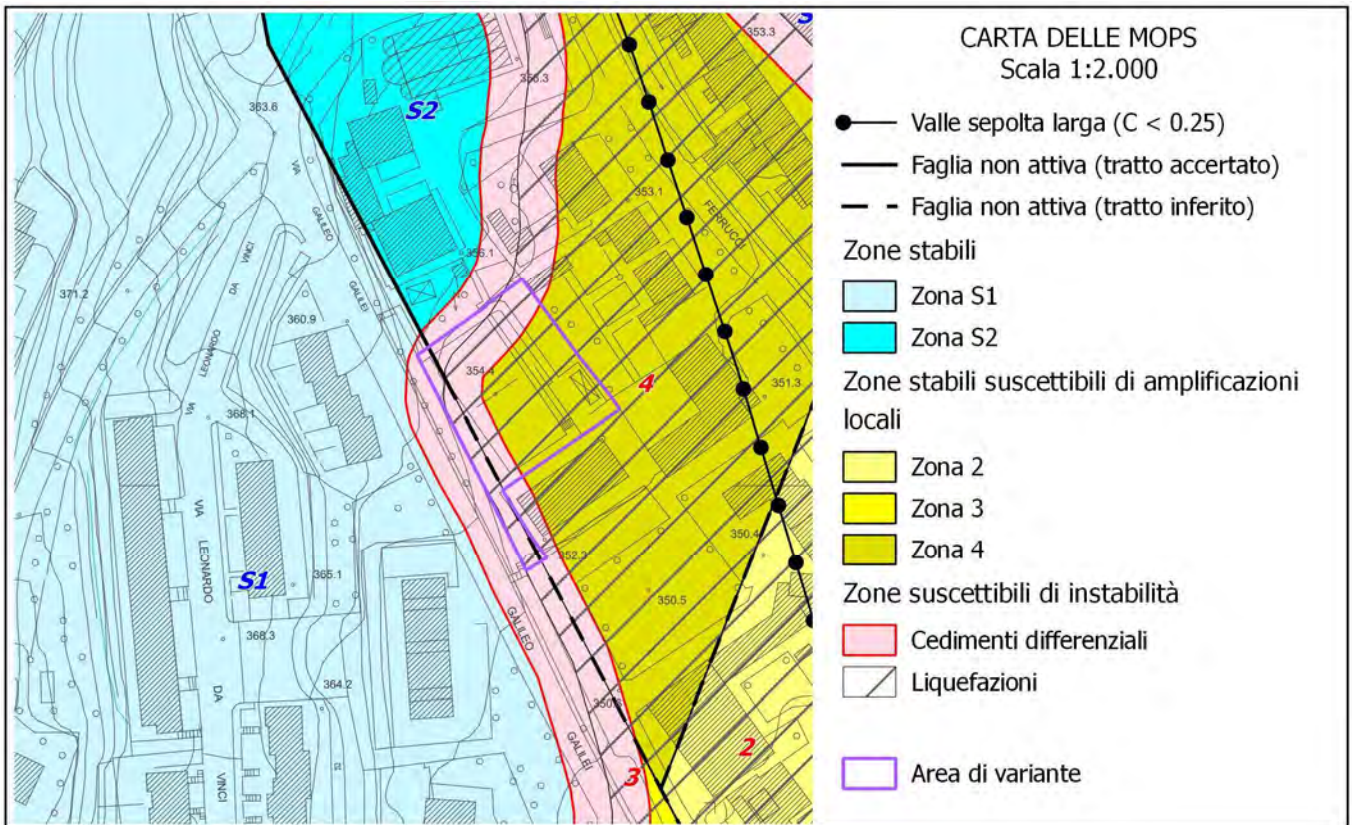 CARTA DELLE MOPS
Scala 1:2.000
Valle sepolta larga (C < 0.25)
Faglia non attiva (tratto accertato)
Faglia non attiva (tratto inferito)
Zone stabili
Zona S1
Zona S2
Zone stabili suscettibili di amplificazioni
locali
Zona 2
Zona 3
Zona 4
Zone suscettibili di instabilità
Cedimenti differenziali
Liquefazioni
Area di variante
S
353.3
363.6
S2
VIA
GALILEO
GALILEI
353.1
FERRUCCI
VINCI
DA
LEONARDO
VIA
371.2
360.9
354.4
4
351.3
368.1
VIA
LEONARDO
DA
VINCI
S1
365.1
368.3
364.2
352.3
350.4
350.5
GALILEO
GALILEI
3
2